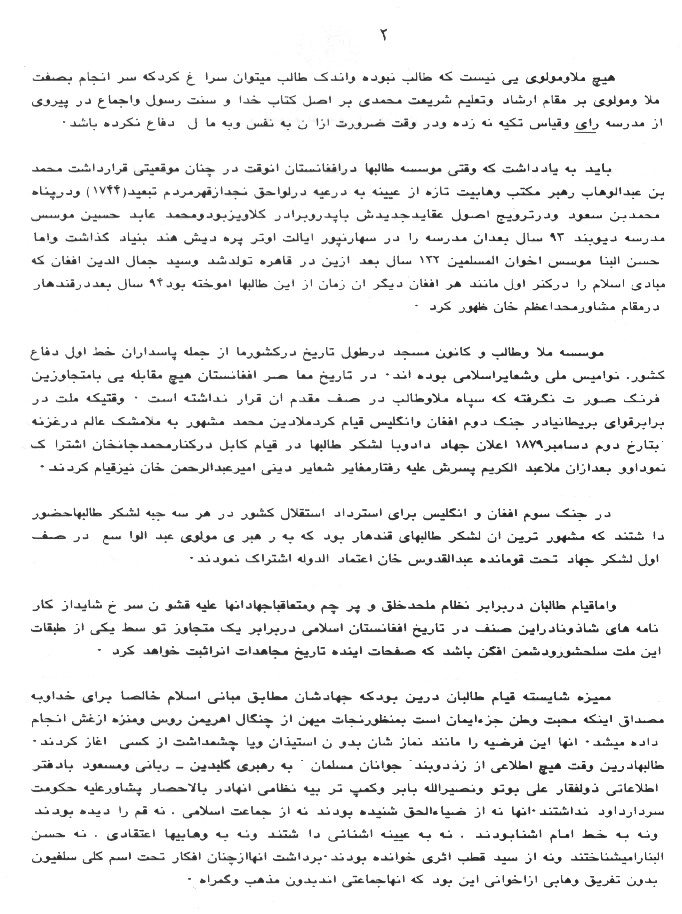 ۲
هیچ ملاومولوی یی نیست که طالب نبوده واندک طالب میتوان سرا غ کردکه سر انجام بصفت
ملا ومولوی بر مقام ارشاد وتعلیم شریعت محمدی بر اصل کتاب خدا و سنت رسول واجماع در پیروی
از مدرسه رای وقیاس تکیه نه زده ودر وقت ضرورت ازا ن به نفس وبه ما ل دفاع نکرده باشد۰
باید به یادداشت که وقتی موسسه طالبها درافغانستان انوقت در چنان موقعیتی قرارداشت محمد
بن عبدالوهاب رهبر مکتب وهابیت تازه از عیینه به درعیه درلواحق نجدازقهرمردم تبعید(۱۷۴۴) ودرپناه
محمدبن سعود ودرترویج اصول عقایدجدیدش باپدروبرادر کلاویزبودومحمد عابد حسین موسس
مدرسه دیوبند ۹۳ سال بعدان مدرسه را در سهارنپور ایالت اوتر پره دیش هند بنیاد گذاشت واما
حسن البنا موسس اخوان المسلمین ۱۳۲ سال بعد ازین در قاهره تولدشد وسید جمال الدین افغان که
مبادی اسلام را درکنر اول مانند هر افغان دیگر ان زمان از این طالبها اموخته بود۹۴ سال بعددرقندهار
درمقام مشاورمحداعظم خان ظهور کرد ۰
موسسه ملا وطالب و کانون مسجد درطول تاریخ درکشورما از جمله پاسداران خط اول دفاع
کشور، نوامیس ملی وشعایراسلامی بوده اند۰ در تاریخ معا صر افغانستان هیچ مقابله یی بامتجاوزین
فرنگ صور ت نگرفته که سپاه ملاوطالب در صف مقدم ان قرار نداشته است ۰ وقتیکه ملت در
برابرقوای بریطانیادر جنگ دوم افغان وانگلیس قیام کردملادین محمد مشهور به ملامشک عالم درغزنه
بتارخ دوم دسامبر۱۸۷۹ اعلان جهاد دادوبا لشکر طالبها در قیام کابل درکنارمحمدجانخان اشترا ک
نموداوو بعدازان ملاعبد الکریم پسرش علیه رفتارمغایر شعایر دینی امیرعبدالرحمن خان نیزقیام کردند۰
در جنگ سوم افغان و انگلیس برای استرداد استقلال کشور در هر سه جبه لشکر طالبهاحضور
دا شتند که مشهور ترین ان لشکر طالبهای قندهار بود که به ر هبر ی مولوی عبد الوا سع در صف
اول لشکر جهاد تحت قومانده عبدالقدوس خان اعتماد الدوله اشتراک نمودند۰
واماقیام طالبان دربرابر نظام ملحدخلق و پر چم ومتعاقباجهادانها علیه قشو ن سر خ شایداز کار
نامه های شاذونادراین صنف در تاریخ افغانستان اسلامی دربرابر یک متجاوز تو سط یکی از طبقات
این ملت سلحشورودشمن افگن باشد که صفحات اینده تاریخ مجاهدات انراثبت خواهد کرد ۰
ممیزه شایسته قیام طالبان درین بودکه جهادشان مطابق مبانی اسلام خالصا برای خداوبه
مصداق اینکه محبت وطن جزءایمان است بمنظورنجات میهن از چنگال اهریمن روس ومنزه ازغش انجام
داده میشد۰ انها این فرضیه را مانند نماز شان بدو ن استیذان ویا چشمداشت از کسی اغاز کردند۰
طالبهادرین وقت هیچ اطلاعی از زدوبند جوانان مسلمان به رهبری گلبدین ـ ربانی ومسعود بادفتر
اطلاعاتی ذولفقار علی بوتو ونصیرالله بابر وکمپ تر بیه نظامی انهادر بالاحصار پشاورعلیه حکومت
سردارداود نداشتند۰انها نه از ضیاءالحق شنیده بودند نه از جماعت اسلامی ، نه قم را دیده بودند
ونه به خط امام اشنابودند ، نه به عیینه اشنائی دا شتند ونه به وهابیها اعتقادی ، نه حسن
البنارامیشناختند ونه از سید قطب اثری خوانده بودند۰برداشت انهاازچنان افکار تحت اسم کلی سلفیون
بدون تفریق وهابی ازاخوانی این بود که انهاجماعتی اندبدون مذهب وگمراه ۰